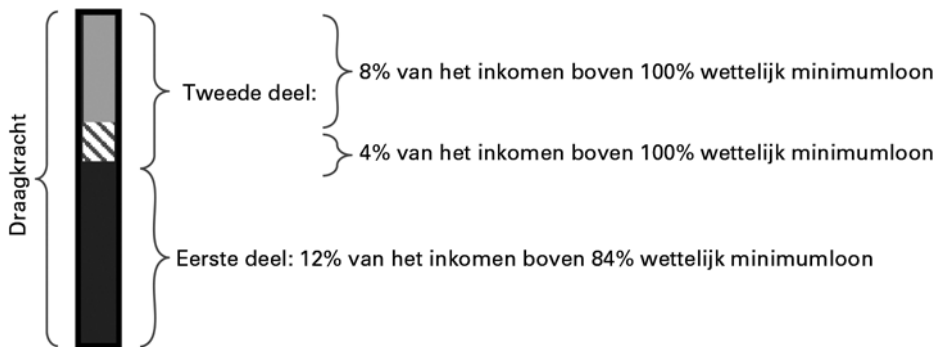 Draagkracht
Tweede deel:
8% van het inkomen boven 100% wettelijk minimumloon
4% van het inkomen boven 100% wettelijk minimumloon
Eerste deel: 12% van het inkomen boven 84% wettelijk minimumloon